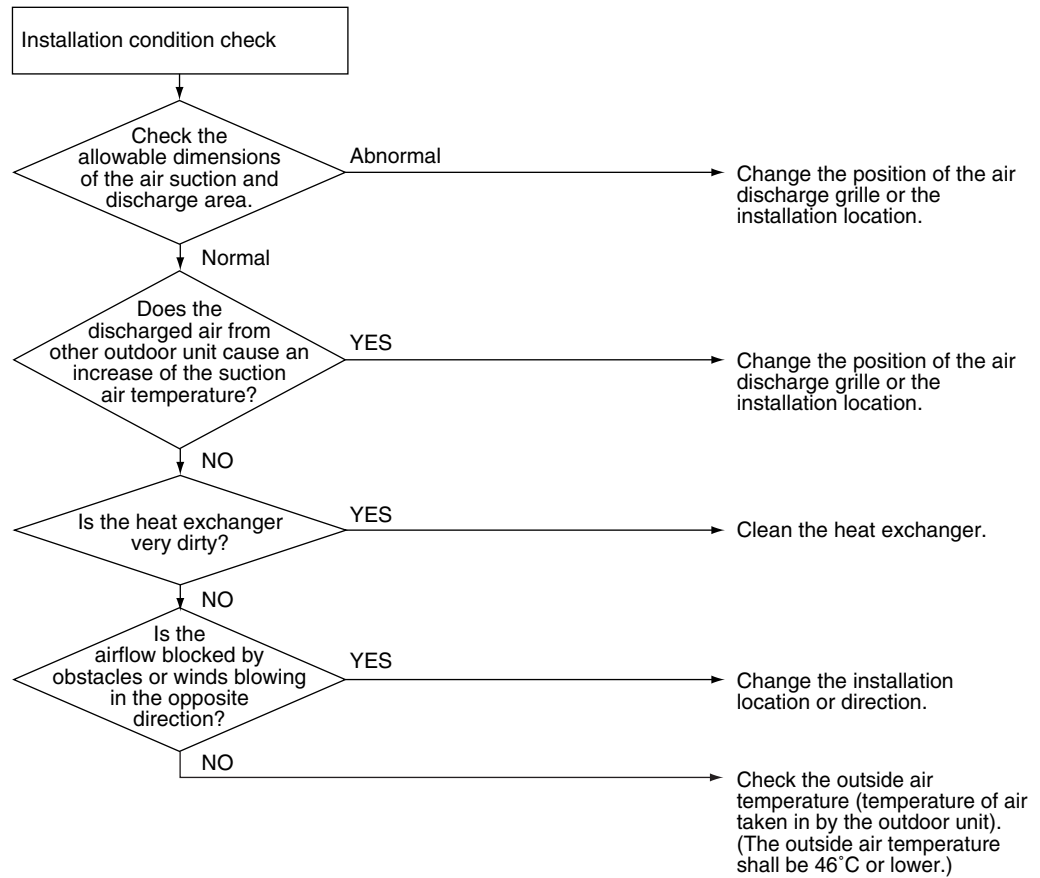 Installation condition check
Check the
allowable dimensions
of the air suction and
discharge area.
Abnormal
Change the position of the air
discharge grille or the
installation location.
Normal
Does the
discharged air from
other outdoor unit cause an
increase of the suction
air temperature?
YES
Change the position of the air
discharge grille or the
installation location.
NO
Is the heat exchanger
very dirty?
YES
Clean the heat exchanger.
NO
Is the
airflow blocked by
obstacles or winds blowing
in the opposite
direction?
YES
Change the installation
location or direction.
NO
Check the outside air
temperature (temperature of air
taken in by the outdoor unit).
(The outside air temperature
shall be 46˚C or lower.)